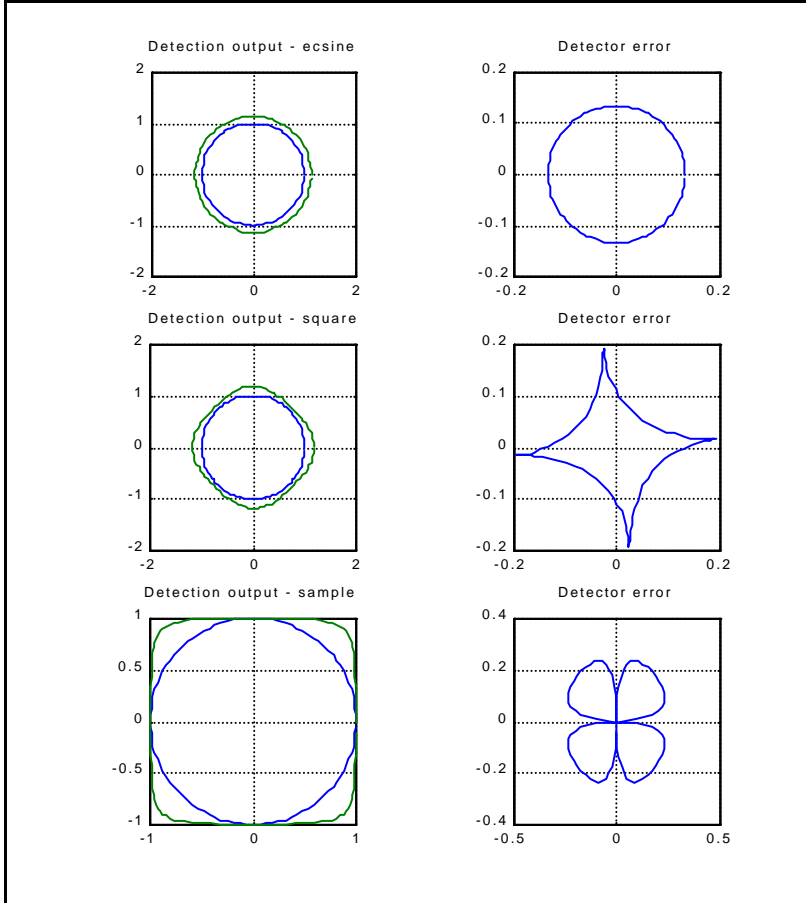 Detection output - ecsine
Detector error
2
1
0
-1
-2
-2 0 2
0.2
0.1
0
-0.1
-0.2
-0.2 0 0.2
Detection output - square
Detector error
2
1
0
-1
-2
-2 0 2
0.2
0.1
0
-0.1
-0.2
-0.2 0 0.2
Detection output - sample
Detector error
1
0.5
0
-0.5
-1
-1 0 1
0.4
0.2
0
-0.2
-0.4
-0.5 0 0.5